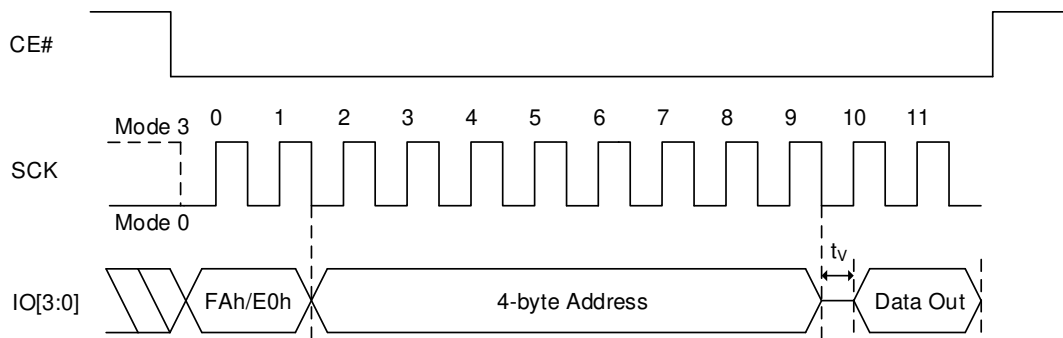 CE#
0 1 2 3 4 5 6 7 8 9 10 11
Mode 3
SCK
Mode 0
tV
IO[3:0] FAh/E0h 4-byte Address Data Out